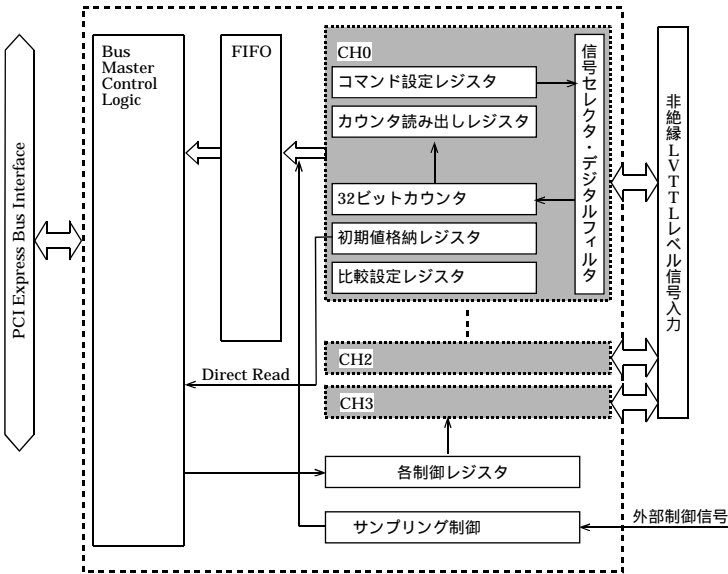 PCI Express Bus Interface
Bus
Master
Control
Logic
FIFO
CH0
コマンド設定レジスタ
カウンタ読み出しレジスタ
32ビットカウンタ
初期値格納レジスタ
比較設定レジスタ
信号セレクタ・デジタルフィルタ
非絶縁LVTTLレベル信号入力
CH2
Direct Read
CH3
各制御レジスタ
サンプリング制御
外部制御信号